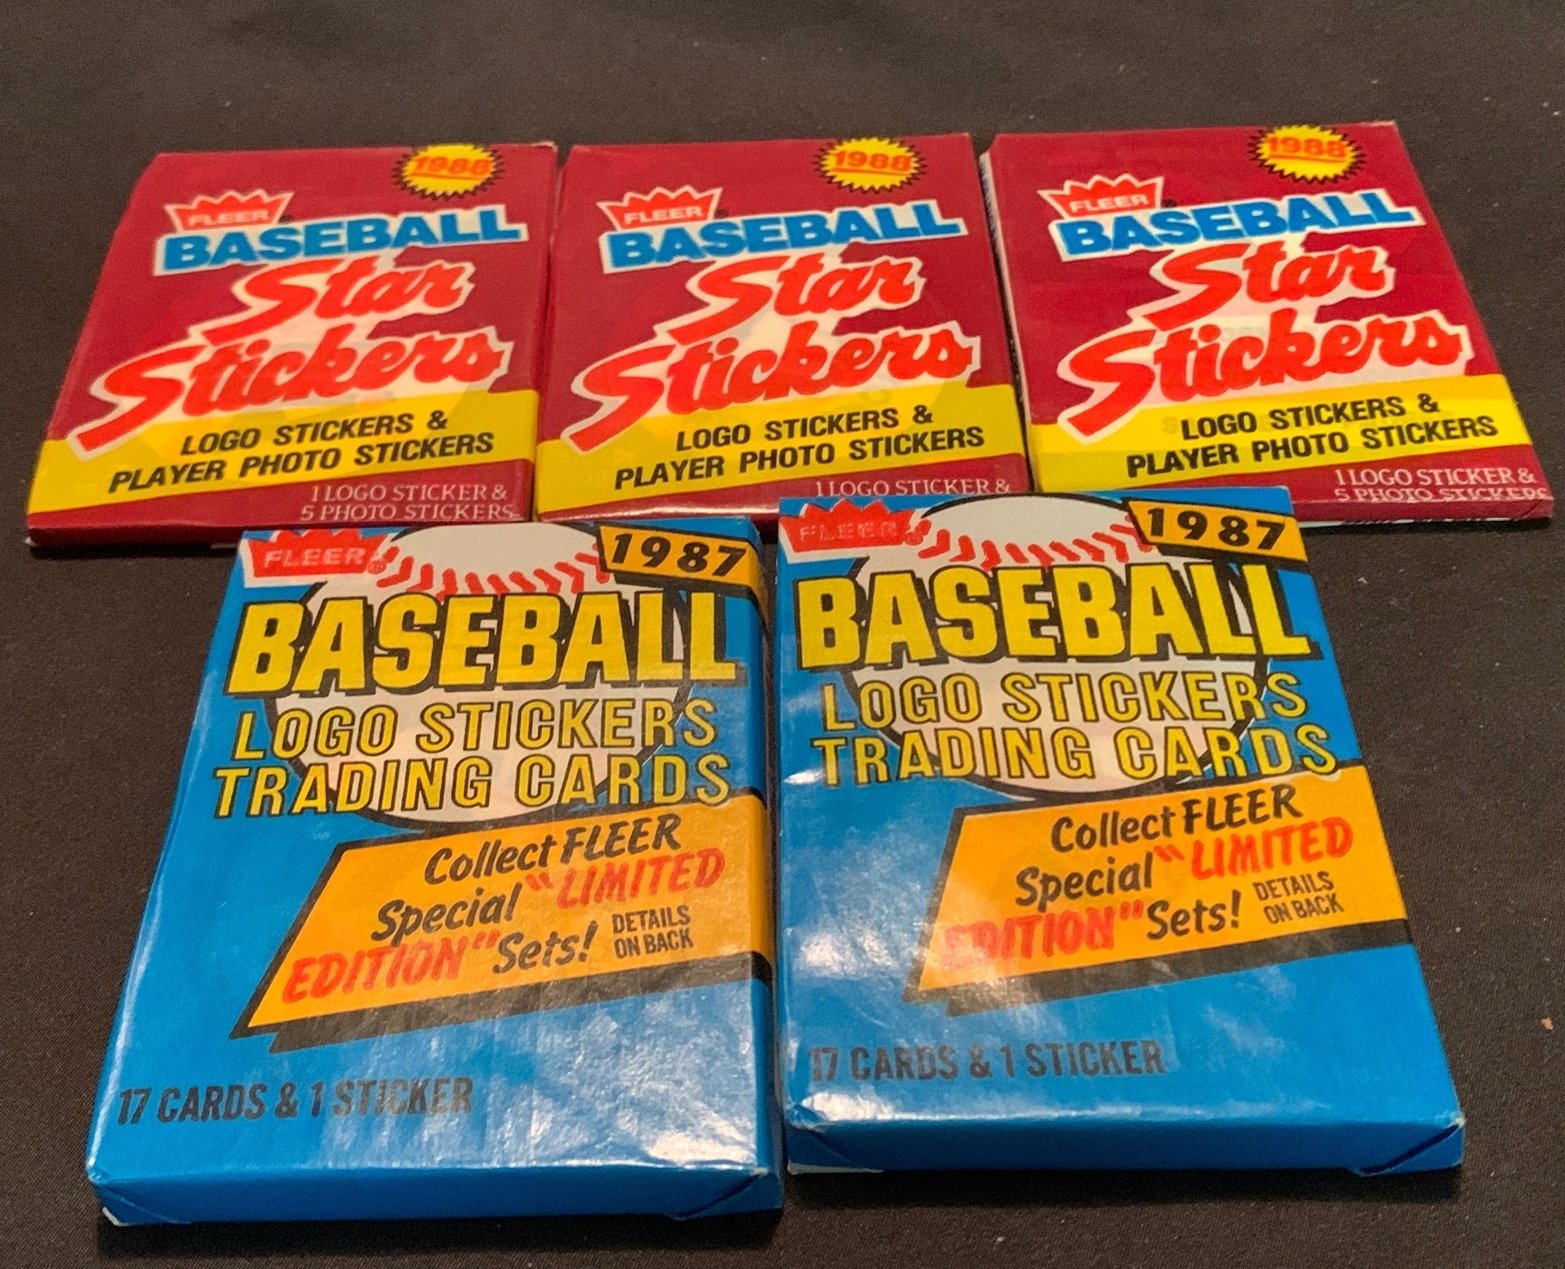 1988
FLEER
BASEBALL
Star
Stickers
LOGO STICKERS &
PLAYER PHOTO STICKERS
1 LOGO STICKER &
5 PHOTO STICKERS
1988
FLEER
BASEBALL
Star
Stickers
LOGO STICKERS &
PLAYER PHOTO STICKERS
1 LOGO STICKER &
1988
FLEER
BASEBALL
Star
Stickers
LOGO STICKERS &
PLAYER PHOTO STICKERS
1 LOGO STICKER &
5 PHOTO STICKERS
FLEER®
1987
BASEBALL
LOGO STICKERS
TRADING CARDS
Collect FLEER
Special "LIMITED
EDITION" Sets! DETAILS
ON BACK
17 CARDS & 1 STICKER
FLEER®
1987
BASEBALL
LOGO STICKERS
TRADING CARDS
Collect FLEER
Special "LIMITED
EDITION" Sets! DETAILS
ON BACK
17 CARDS & 1 STICKER